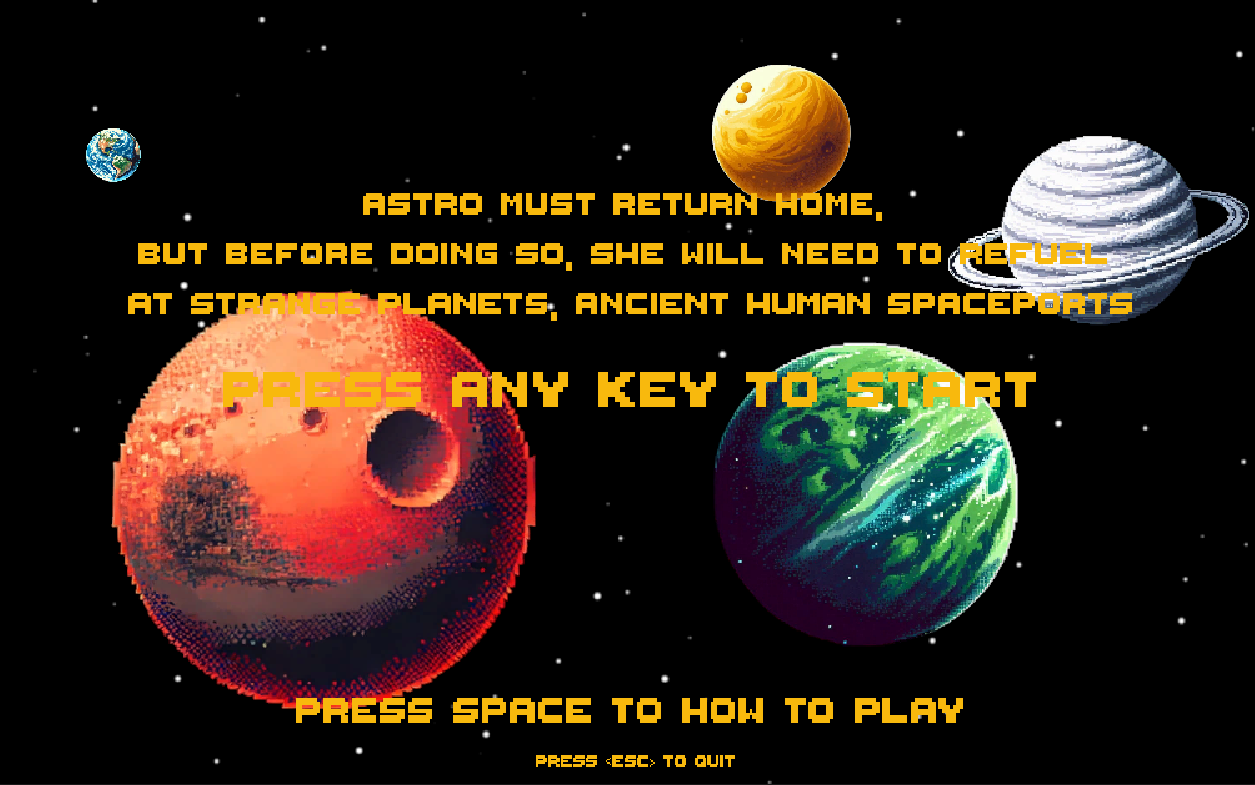 ASTRO MUST RETURN HOME,
BUT BEFORE DOING SO, SHE WILL NEED TO REFUEL
AT STRANGE PLANETS, ANCIENT HUMAN SPACEPORTS
PRESS ANY KEY TO START
PRESS SPACE TO HOW TO PLAY
PRESS <ESC> TO QUIT